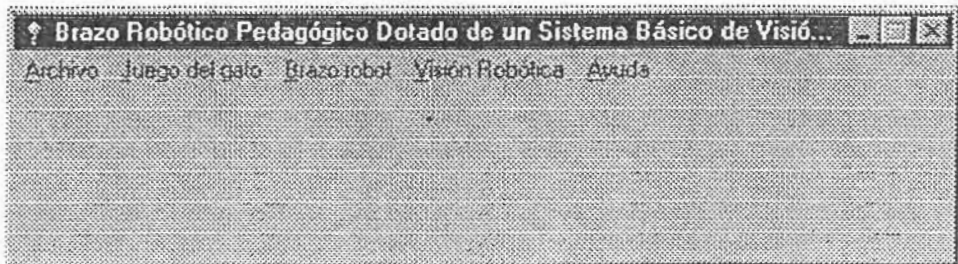 Brazo Robótico Pedagógico Dotado de un Sistema Básico de Visió...
Archivo Juego del gato Brazo robot Visión Robótica Ayuda